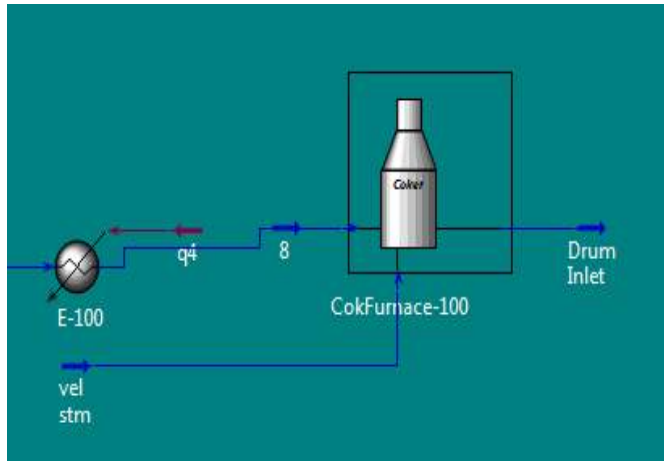 Coker
q4
8
Drum
Inlet
E-100
CokFurnace-100
vel
stm